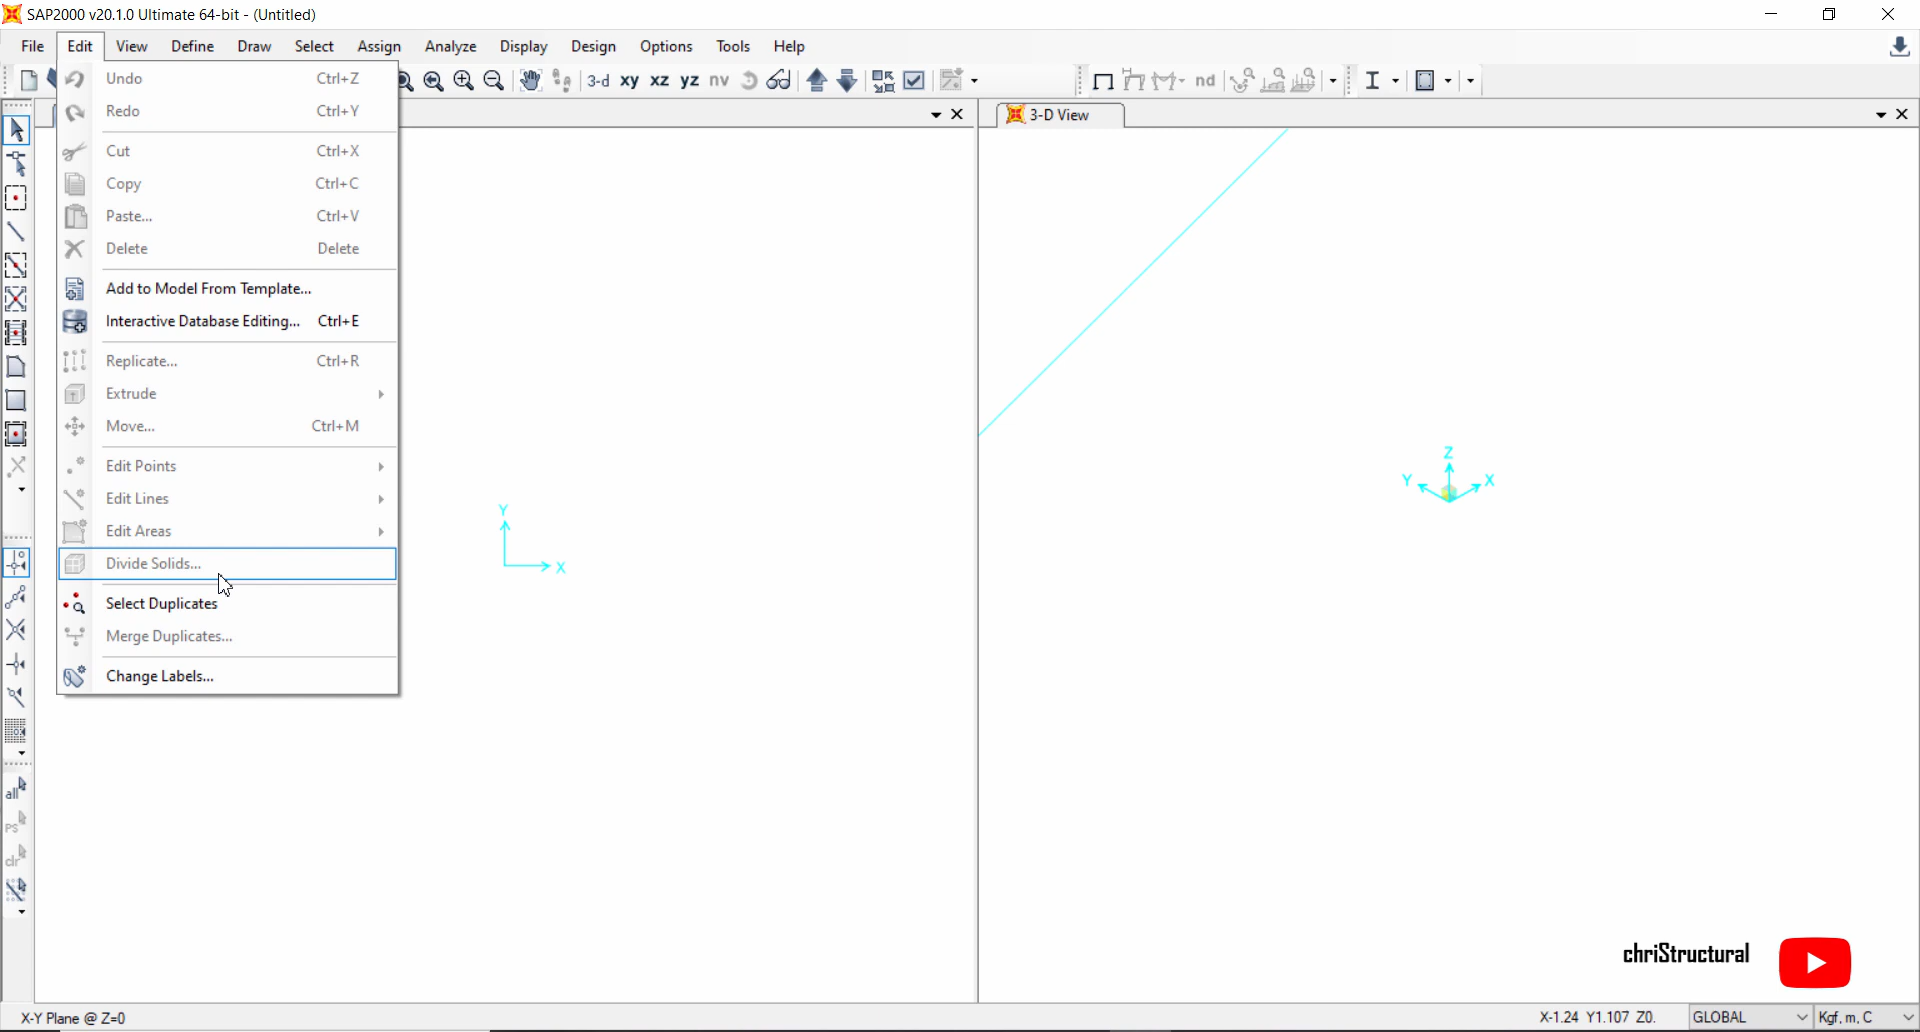 SAP2000 v20.1.0 Ultimate 64-bit - (Untitled)
File Edit View Define Draw Select Assign Analyze Display Design Options Tools Help
3-d xy xz yz nv nd
3-D View
Undo Ctrl+Z
Redo Ctrl+Y
Cut Ctrl+X
Copy Ctrl+C
Paste... Ctrl+V
Delete Delete
Add to Model From Template...
Interactive Database Editing... Ctrl+E
Replicate... Ctrl+R
Extrude
Move... Ctrl+M
Edit Points
Edit Lines
Edit Areas
Divide Solids...
Select Duplicates
Merge Duplicates...
Change Labels...
Y
X
Z
Y X
all
ps
clr
chriStructural
X-Y Plane @ Z=0 X-1.24 Y1.107 Z0. GLOBAL Kgf, m, C